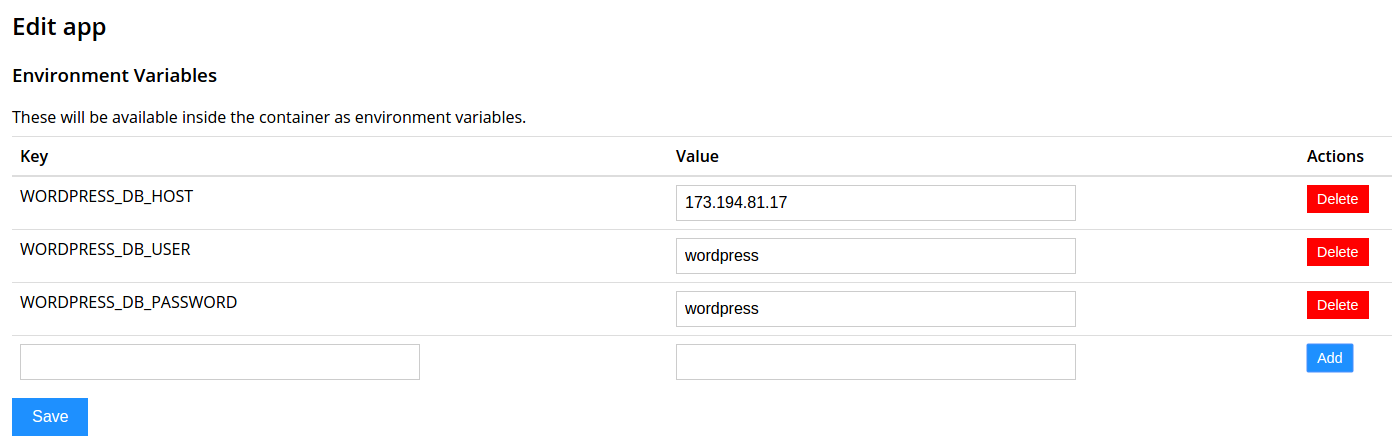 Edit app
Environment Variables
These will be available inside the container as environment variables.
Key Value Actions
WORDPRESS_DB_HOST 173.194.81.17 Delete
WORDPRESS_DB_USER wordpress Delete
WORDPRESS_DB_PASSWORD wordpress Delete
Add
Save